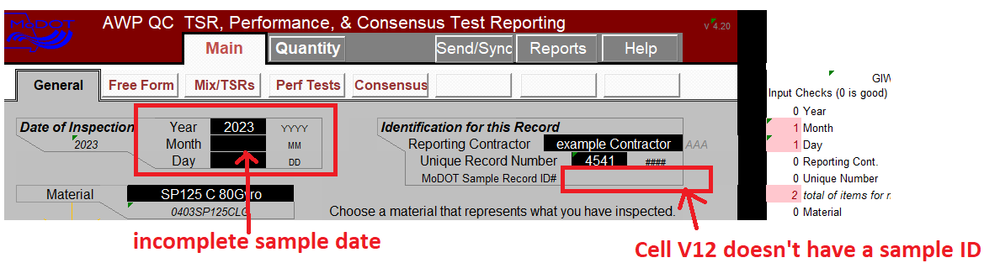 MoDOT
AWP QC TSR, Performance, & Consensus Test Reporting
V 4.20
Main
Quantity
Send/Sync
Reports
Help
General
Free Form
Mix/TSRs
Perf Tests
Consensus
Date of Inspection
2023
Year 2023 YYYY
Month MM
Day DD
Identification for this Record
Reporting Contractor example Contractor AAA
Unique Record Number 4541 ####
MoDOT Sample Record ID#
Material SP125 C 80Gyro
0403SP125CLG
Choose a material that represents what you have inspected.
GIW
Input Checks (0 is good)
0 Year
1 Month
1 Day
0 Reporting Cont.
0 Unique Number
2 total of items for
0 Material
incomplete sample date
Cell V12 doesn't have a sample ID